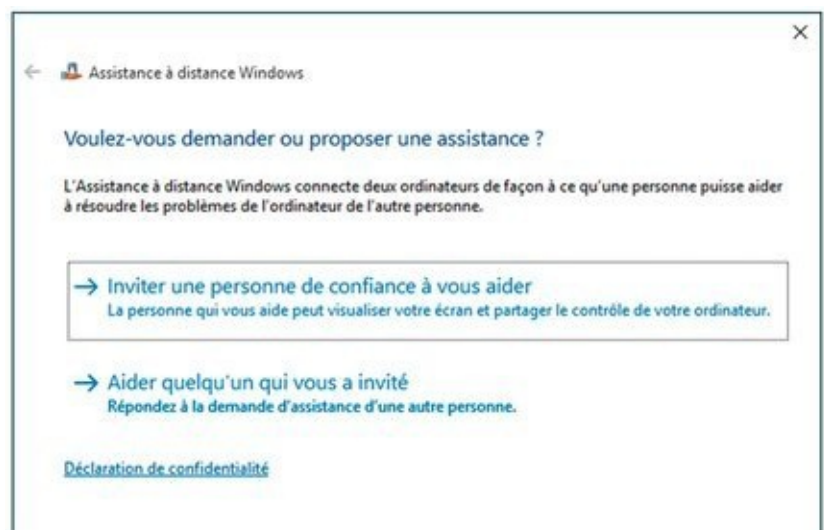 Assistance à distance Windows
Voulez-vous demander ou proposer une assistance ?
L'Assistance à distance Windows connecte deux ordinateurs de façon à ce qu'une personne puisse aider
à résoudre les problèmes de l'ordinateur de l'autre personne.
Inviter une personne de confiance à vous aider
La personne qui vous aide peut visualiser votre écran et partager le contrôle de votre ordinateur.
Aider quelqu'un qui vous a invité
Répondez à la demande d'assistance d'une autre personne.
Déclaration de confidentialité